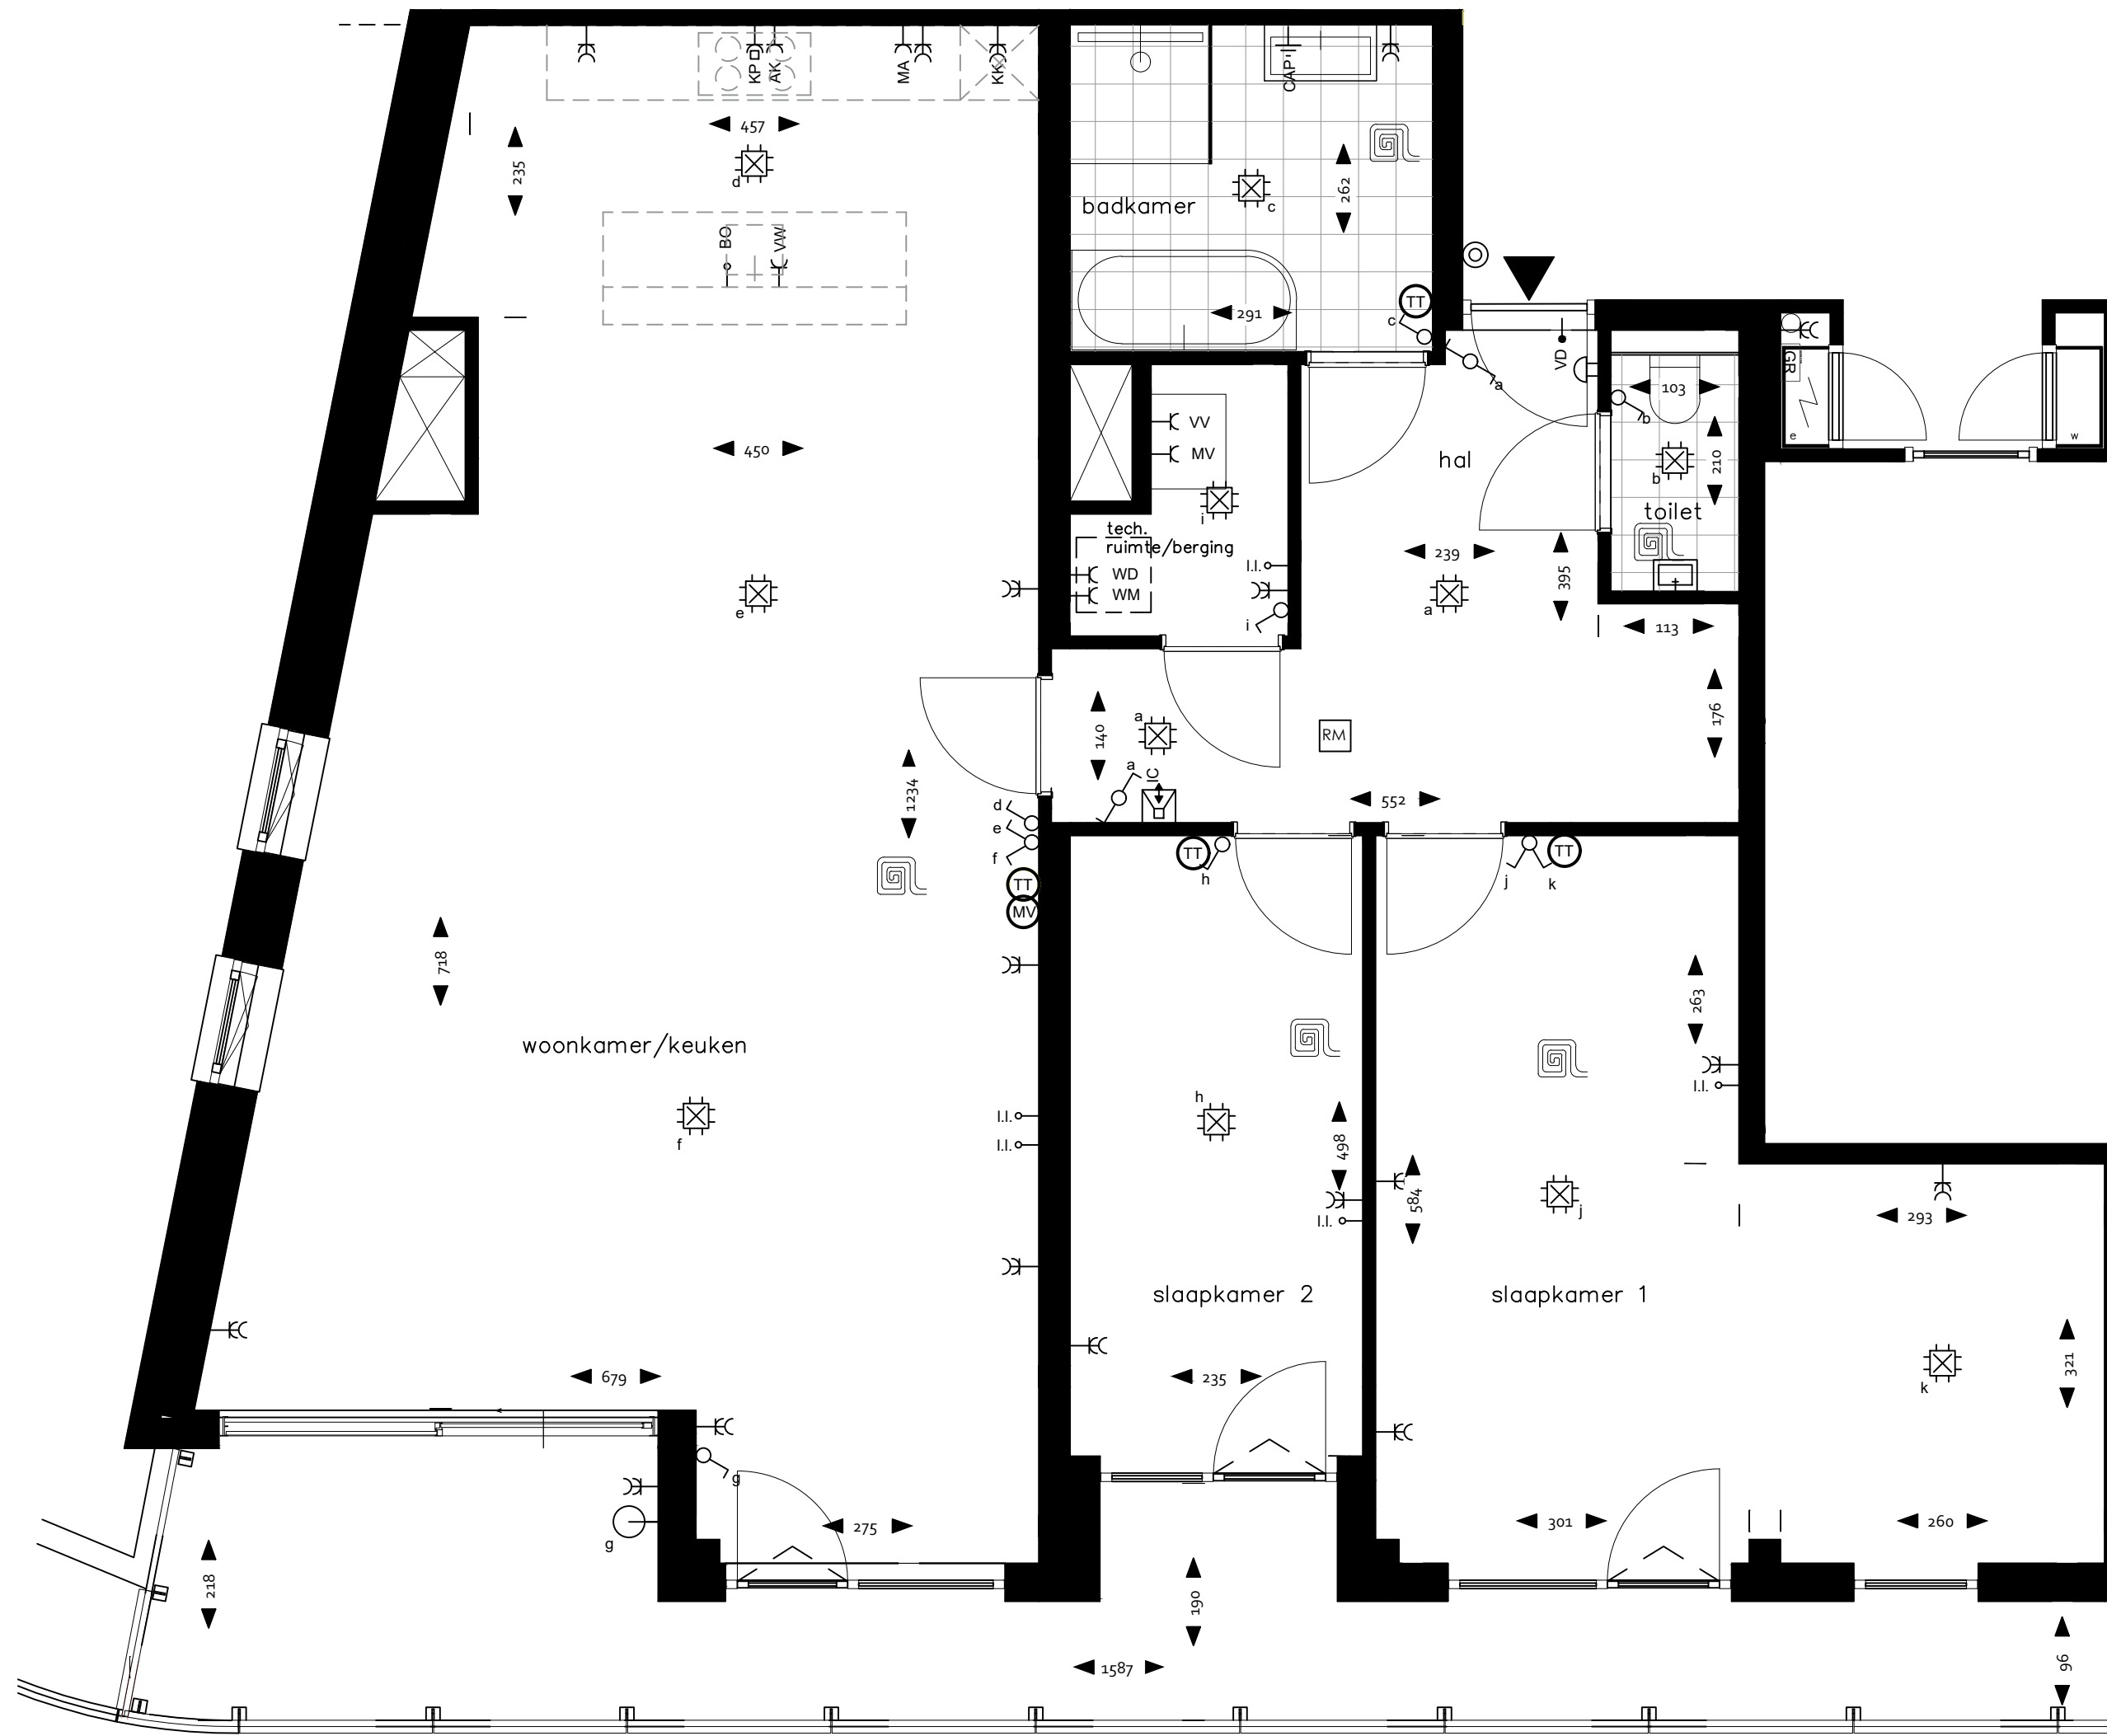 KP
AK
MA
KK
CAP
457
235
d
badkamer
c
262
BO
VW
291
TT
c
a
VD
103
b
GR
e
w
450
VV
MV
hal
b
210
i
toilet
tech.
ruimte/berging
WD
WM
l.l.
i
239
395
e
a
113
a
140
RM
176
a
IC
1234
552
d
e
f
TT
MV
TT
h
j
k
TT
718
263
woonkamer/keuken
l.l.
h
f
l.l.
l.l.
498
584
j
l.l.
293
slaapkamer 2
slaapkamer 1
321
k
679
235
g
275
301
260
g
218
190
1587
96